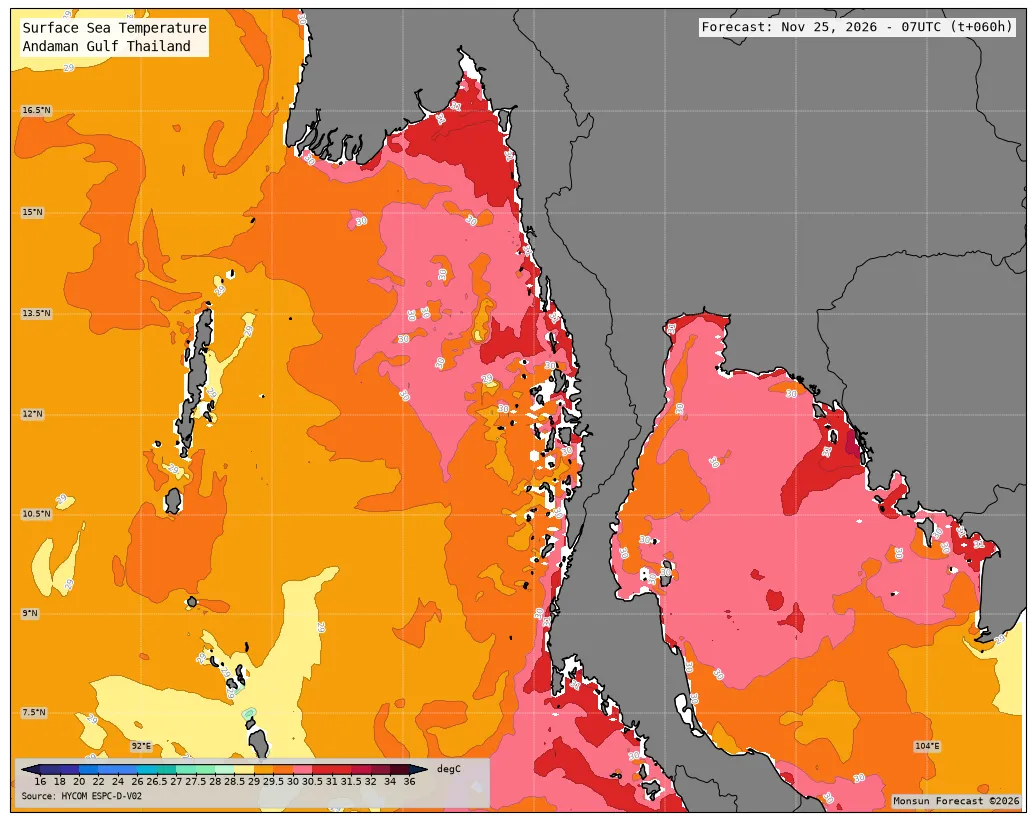 Surface Sea Temperature
Andaman Gulf Thailand
Forecast: Nov 25, 2026 - 07UTC (t+060h)
16.5°N
15°N
13.5°N
12°N
10.5°N
9°N
7.5°N
92°E
104°E
degC
16 18 20 22 24 26 26.5 27 27.5 28 28.5 29 29.5 30 30.5 31 31.5 32 34 36
Source: HYCOM ESPC-D-V02
Monsun Forecast ©2026